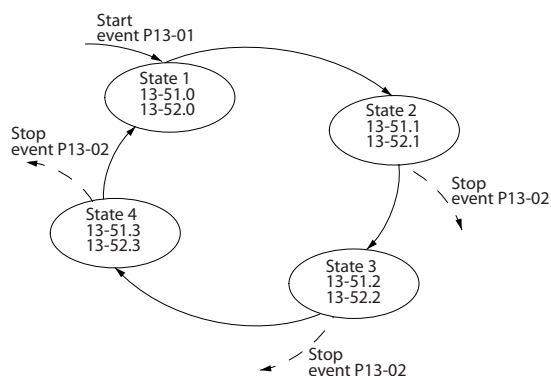 Start
event P13-01
State 1
13-51.0
13-52.0
State 2
13-51.1
13-52.1
Stop
event P13-02
Stop
event P13-02
State 4
13-51.3
13-52.3
State 3
13-51.2
13-52.2
Stop
event P13-02